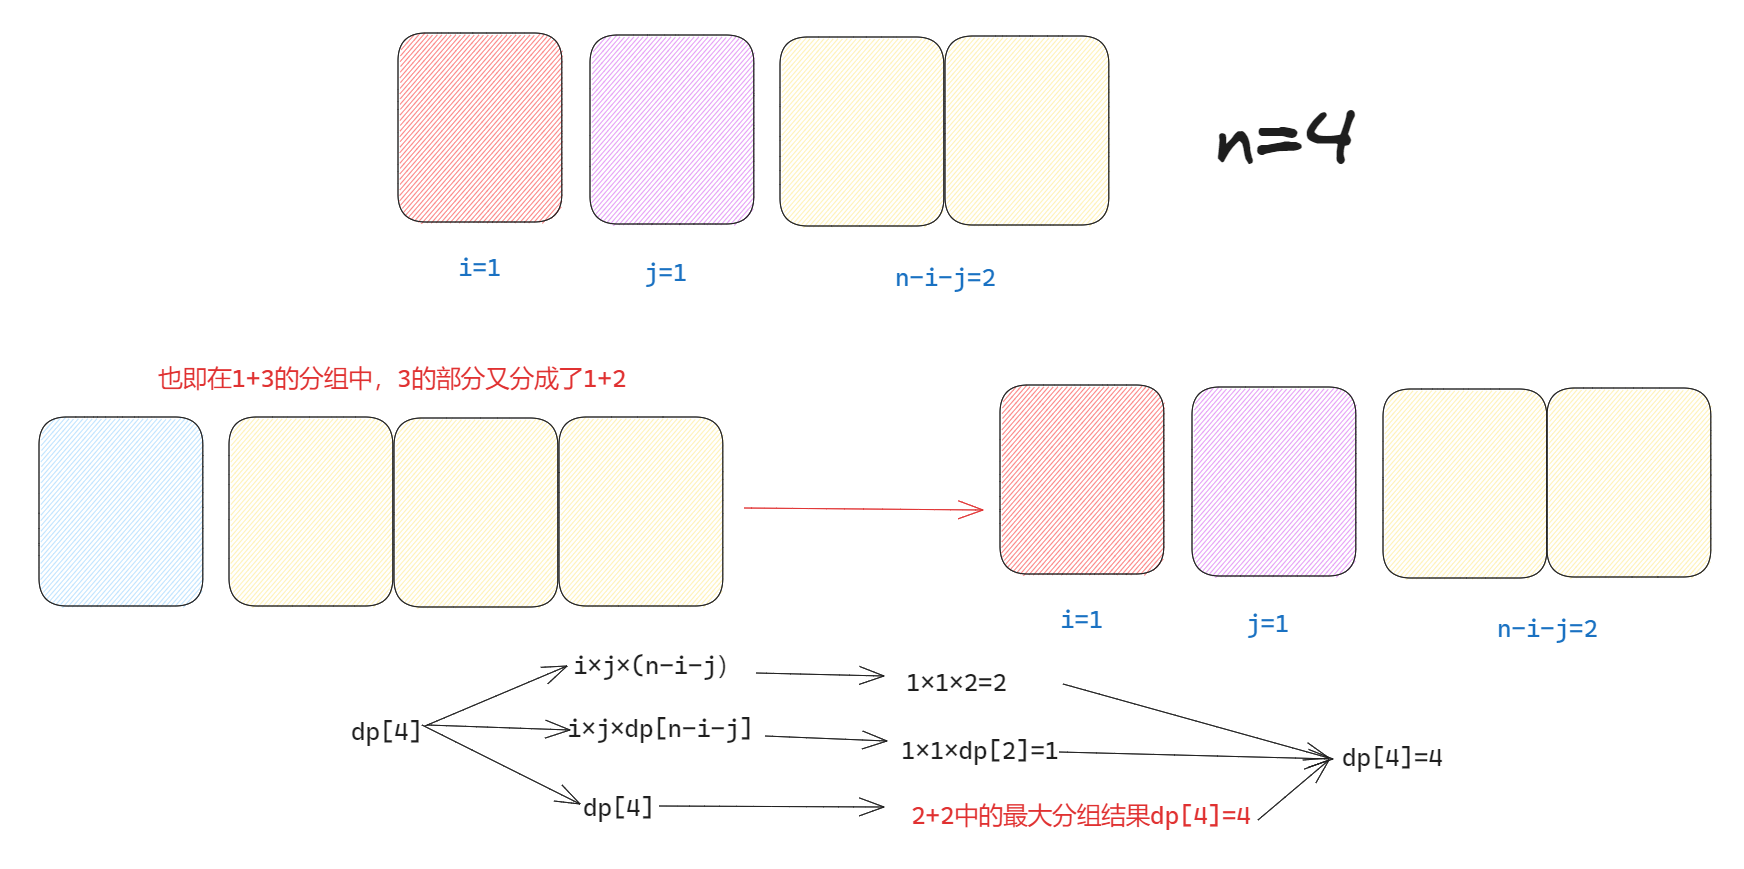 n=4
i=1
j=1
n-i-j=2
也即在1+3的分组中，3的部分又分成了1+2
i=1
j=1
n-i-j=2
i×j×(n-i-j)
1×1×2=2
dp[4]
i×j×dp[n-i-j]
1×1×dp[2]=1
dp[4]=4
dp[4]
2+2中的最大分组结果dp[4]=4